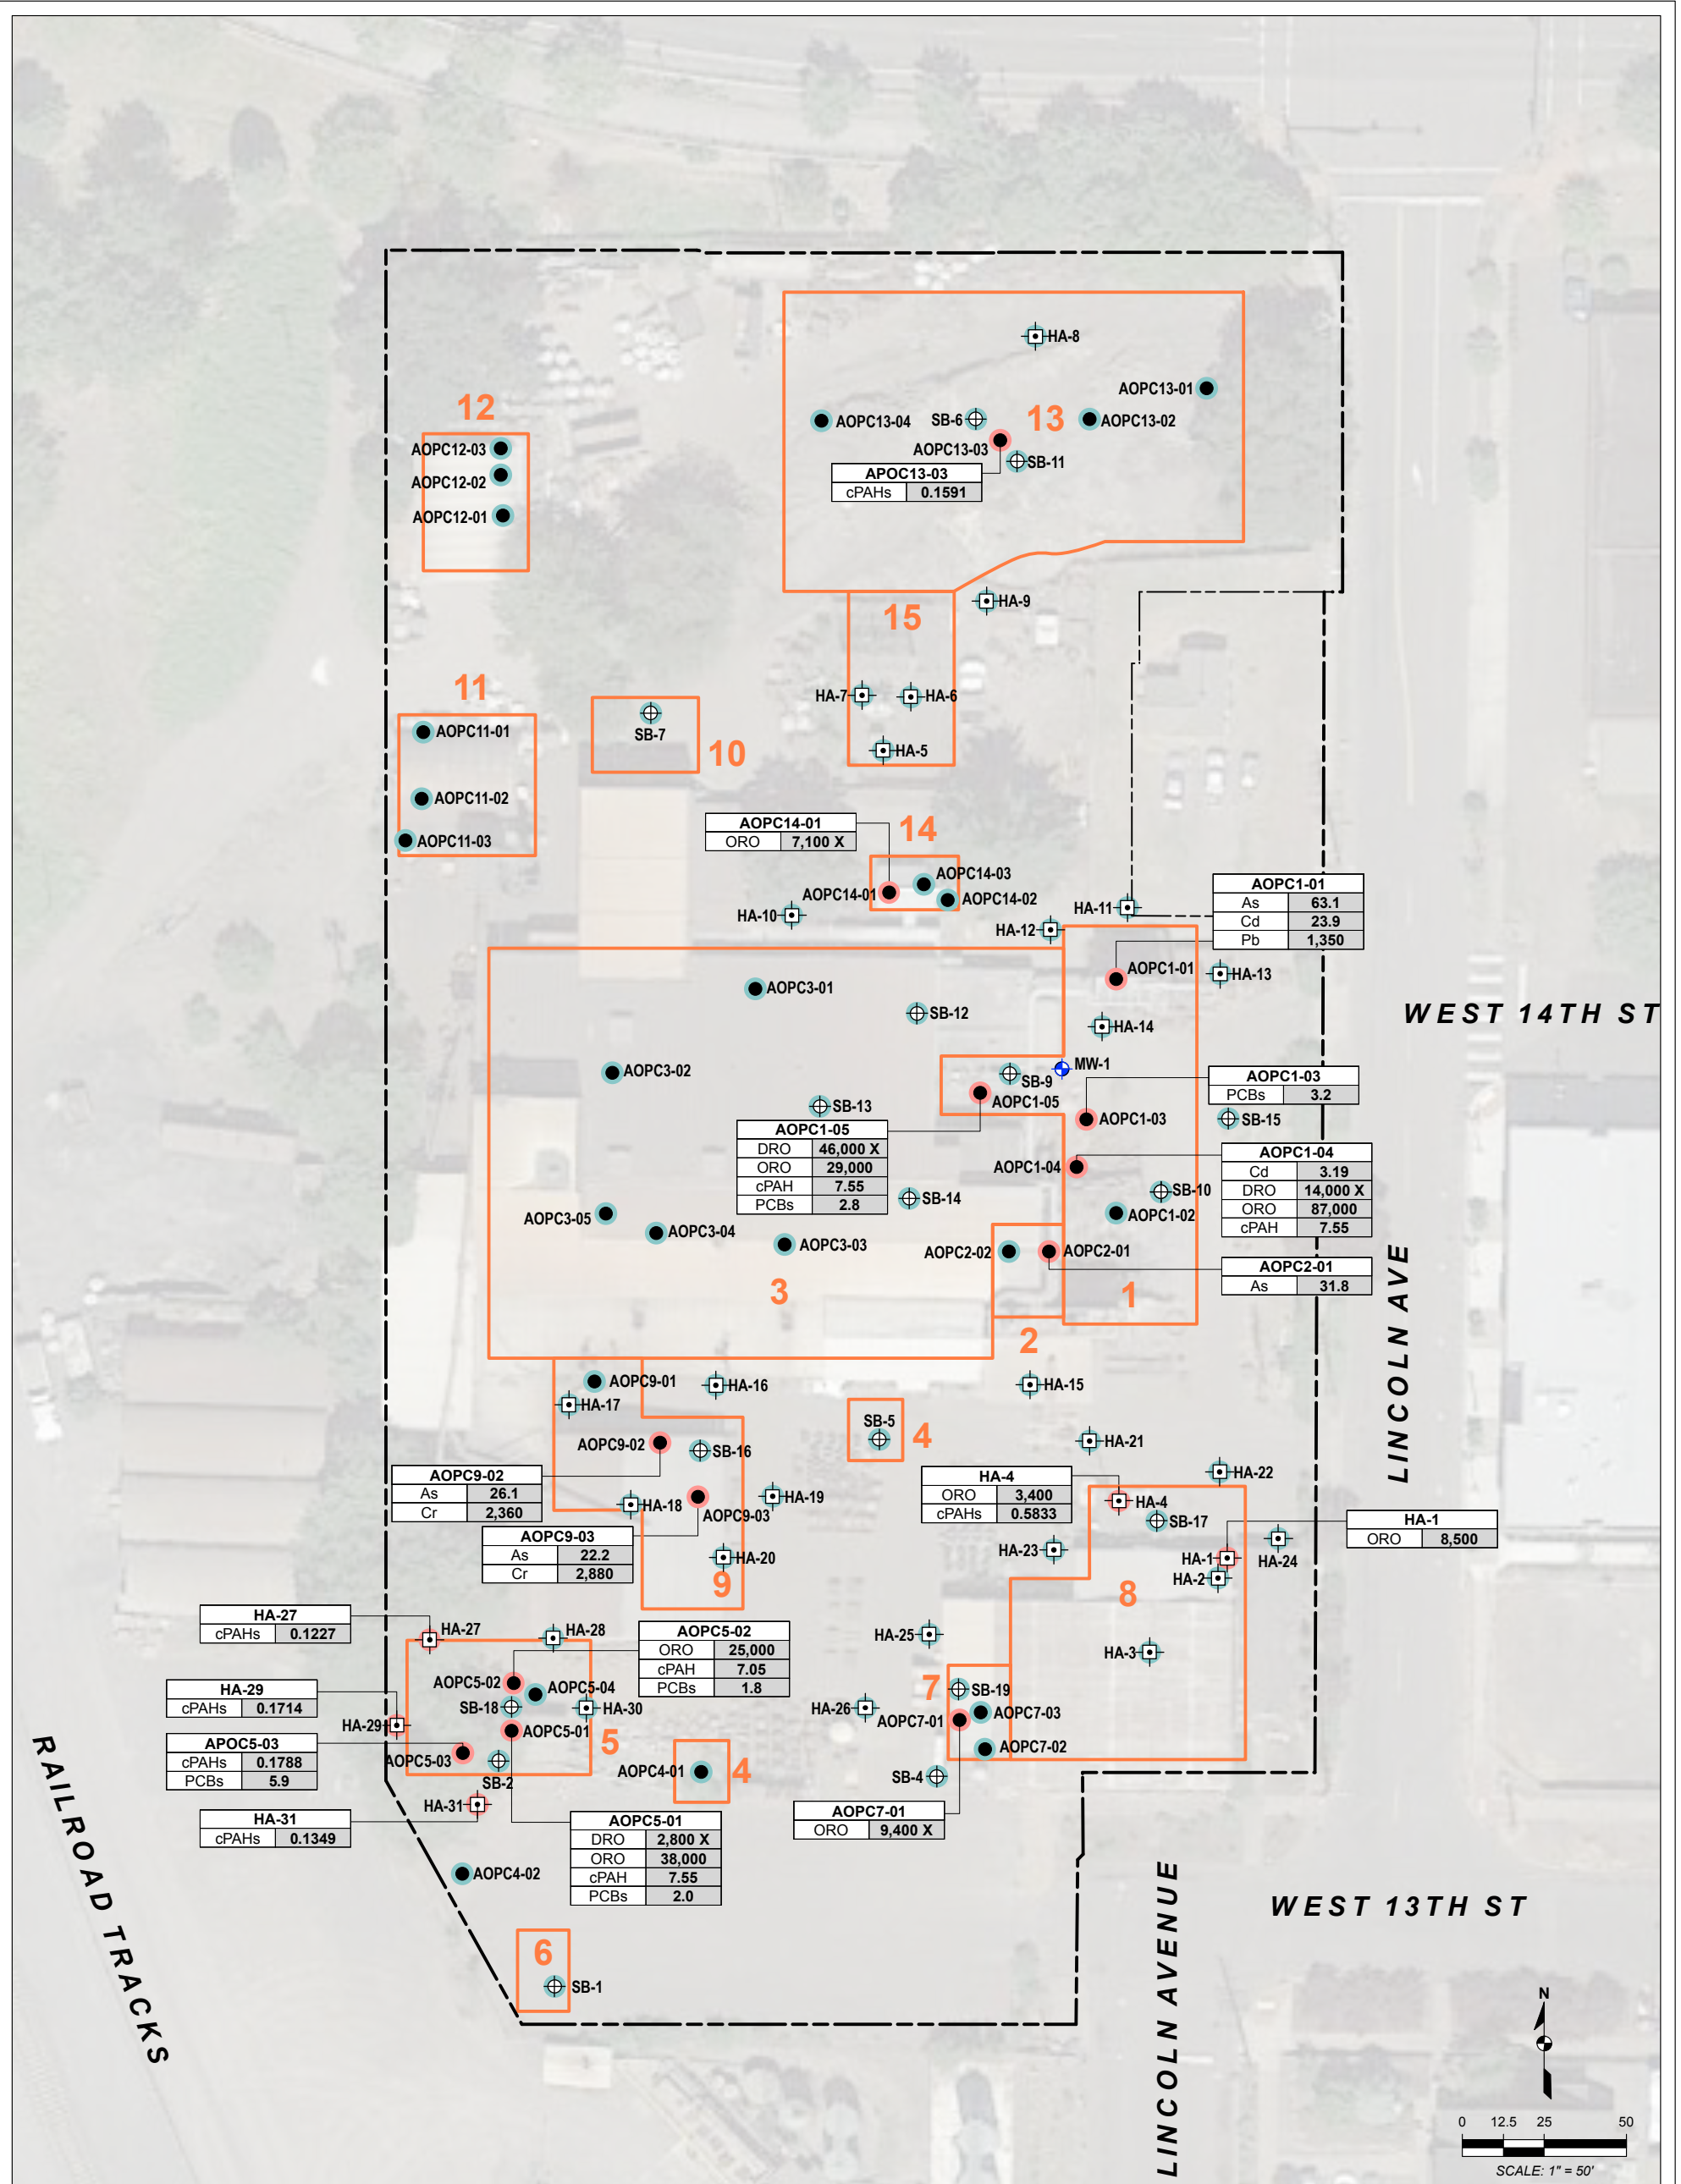 HA-8
AOPC13-01
12
AOPC13-04
SB-6
13
AOPC13-02
AOPC12-03
AOPC13-03
SB-11
APOC13-03
cPAHs 0.1591
AOPC12-02
AOPC12-01
HA-9
15
HA-7
HA-6
11
AOPC11-01
SB-7
10
HA-5
AOPC11-02
AOPC11-03
AOPC14-01
ORO 7,100 X
14
AOPC14-03
AOPC14-01
AOPC14-02
HA-10
HA-11
HA-12
AOPC1-01
As 63.1
Cd 23.9
Pb 1,350
AOPC1-01
HA-13
AOPC3-01
SB-12
HA-14
WEST 14TH ST
AOPC3-02
MW-1
SB-9
AOPC1-05
AOPC1-03
PCBs 3.2
SB-13
AOPC1-03
SB-15
AOPC1-05
DRO 46,000 X
ORO 29,000
cPAH 7.55
PCBs 2.8
AOPC1-04
AOPC1-04
Cd 3.19
DRO 14,000 X
ORO 87,000
cPAH 7.55
SB-14
SB-10
AOPC1-02
AOPC3-05
AOPC3-04
AOPC3-03
AOPC2-02
AOPC2-01
AOPC2-01
As 31.8
3
1
2
LINCOLN AVE
AOPC9-01
HA-16
HA-15
HA-17
SB-5
4
HA-21
AOPC9-02
SB-16
HA-22
AOPC9-02
As 26.1
Cr 2,360
HA-18
HA-19
AOPC9-03
HA-4
ORO 3,400
cPAHs 0.5833
HA-4
SB-17
HA-1
ORO 8,500
AOPC9-03
As 22.2
Cr 2,880
HA-20
9
HA-23
HA-1
HA-24
HA-2
8
HA-27
cPAHs 0.1227
HA-27
HA-28
AOPC5-02
ORO 25,000
cPAH 7.05
PCBs 1.8
HA-25
HA-3
AOPC5-02
AOPC5-04
HA-29
cPAHs 0.1714
SB-18
HA-30
7
SB-19
HA-26
AOPC7-01
AOPC7-03
HA-29
AOPC5-01
5
APOC5-03
cPAHs 0.1788
PCBs 5.9
AOPC5-03
SB-2
AOPC4-01
4
AOPC7-02
SB-4
HA-31
HA-31
cPAHs 0.1349
AOPC5-01
DRO 2,800 X
ORO 38,000
cPAH 7.55
PCBs 2.0
AOPC7-01
ORO 9,400 X
AOPC4-02
RAILROAD TRACKS
WEST 13TH ST
LINCOLN AVENUE
6
SB-1
N
0 12.5 25 50
SCALE: 1" = 50'